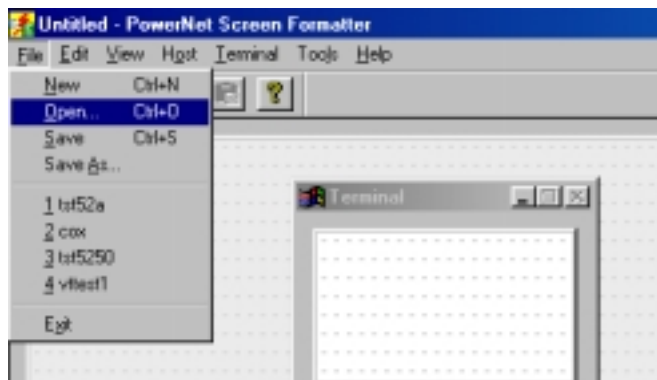 Untitled - PowerNet Screen Formatter
File Edit View Host Terminal Tools Help
New Ctrl+N
Open... Ctrl+O
Save Ctrl+S
Save As...
1 tst52a
2 cox
3 tst5250
4 vttest1
Exit
Terminal